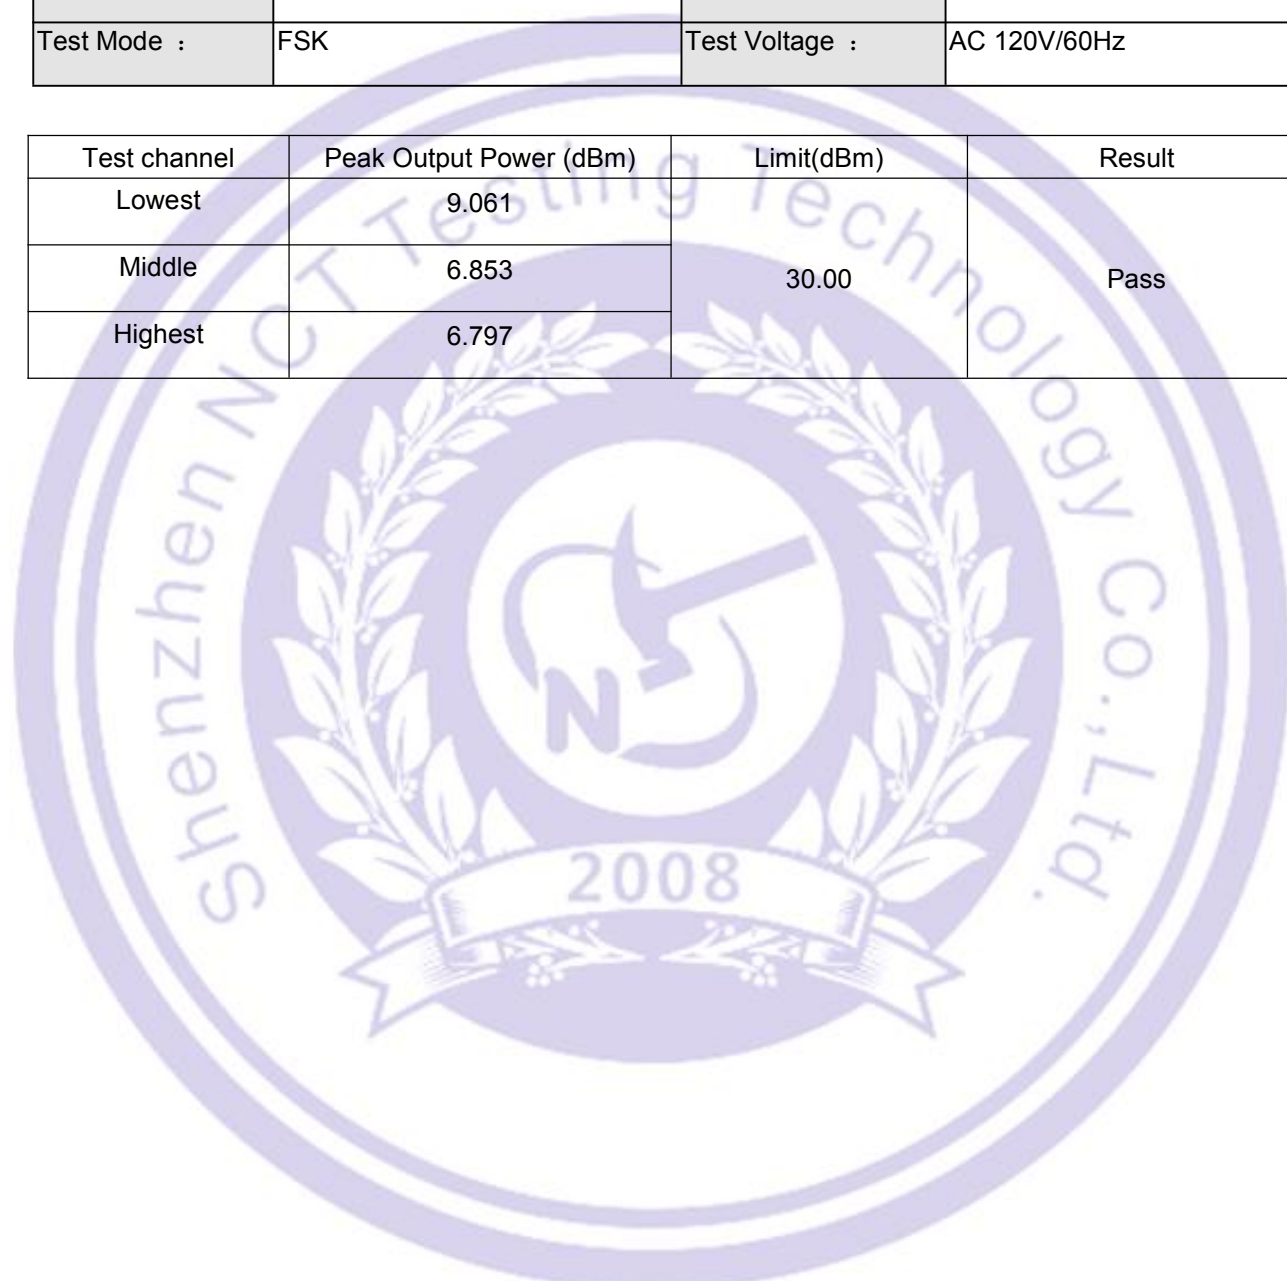 Test Mode ： FSK Test Voltage ： AC 120V/60Hz
Test channel Peak Output Power (dBm) Limit(dBm) Result
Lowest 9.061
Middle 6.853 30.00 Pass
Highest 6.797
Shenzhen NCT Testing Technology Co.,Ltd.
N
2008